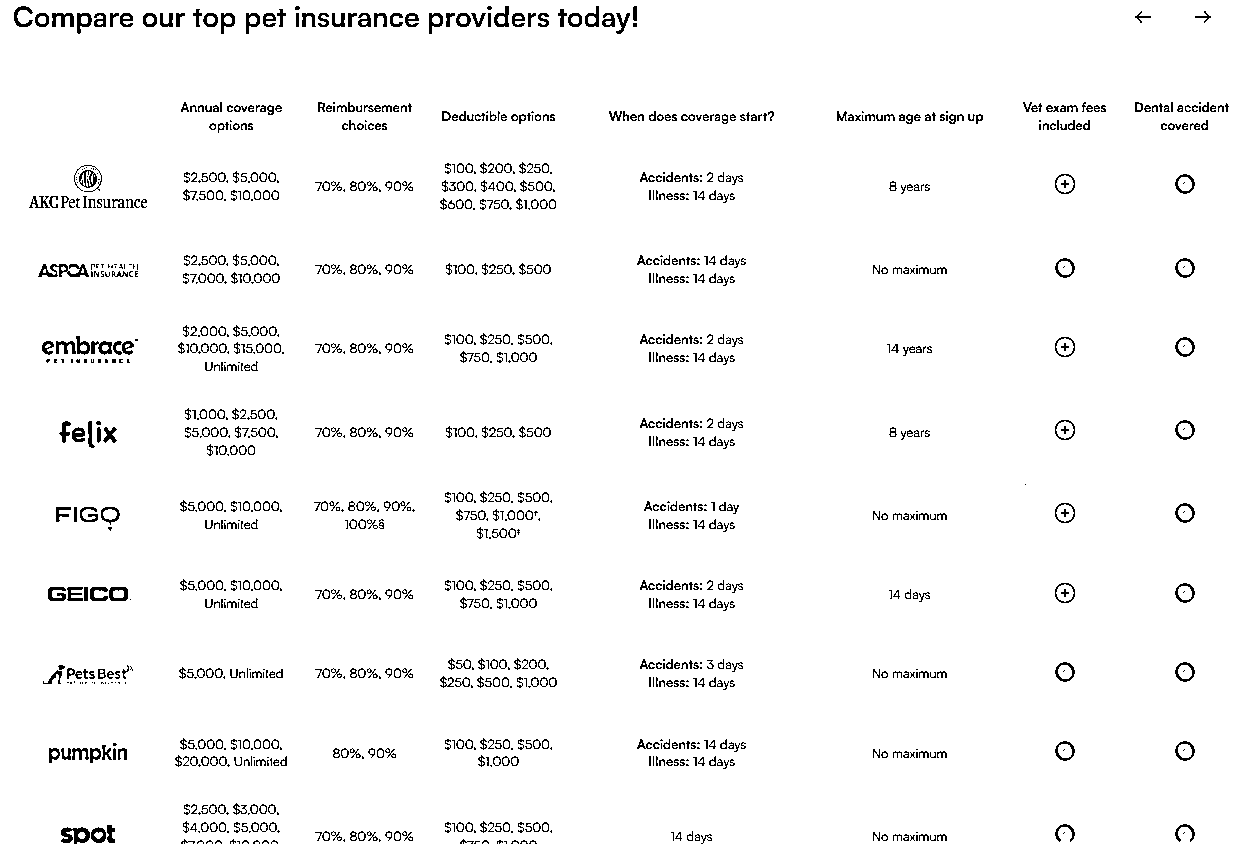 Compare our top pet insurance providers today!
Annual coverage options
Reimbursement choices
Deductible options
When does coverage start?
Maximum age at sign up
Vet exam fees included
Dental accident covered
AKC Pet Insurance
$2,500, $5,000,
$7,500, $10,000
70%, 80%, 90%
$100, $200, $250,
$300, $400, $500,
$600, $750, $1,000
Accidents: 2 days
Illness: 14 days
8 years
ASPCA PET HEALTH INSURANCE
$2,500, $5,000,
$7,000, $10,000
70%, 80%, 90%
$100, $250, $500
Accidents: 14 days
Illness: 14 days
No maximum
embrace
PET INSURANCE
$2,000, $5,000,
$10,000, $15,000,
Unlimited
70%, 80%, 90%
$100, $250, $500,
$750, $1,000
Accidents: 2 days
Illness: 14 days
14 years
felix
$1,000, $2,500,
$5,000, $7,500,
$10,000
70%, 80%, 90%
$100, $250, $500
Accidents: 2 days
Illness: 14 days
8 years
FIGO
$5,000, $10,000,
Unlimited
70%, 80%, 90%,
100%§
$100, $250, $500,
$750, $1,000†,
$1,500‡
Accidents: 1 day
Illness: 14 days
No maximum
GEICO
$5,000, $10,000,
Unlimited
70%, 80%, 90%
$100, $250, $500,
$750, $1,000
Accidents: 2 days
Illness: 14 days
14 days
Pets Best
$5,000, Unlimited
70%, 80%, 90%
$50, $100, $200,
$250, $500, $1,000
Accidents: 3 days
Illness: 14 days
No maximum
pumpkin
$5,000, $10,000,
$20,000, Unlimited
80%, 90%
$100, $250, $500,
$1,000
Accidents: 14 days
Illness: 14 days
No maximum
spot
$2,500, $3,000,
$4,000, $5,000,
70%, 80%, 90%
$100, $250, $500,
14 days
No maximum